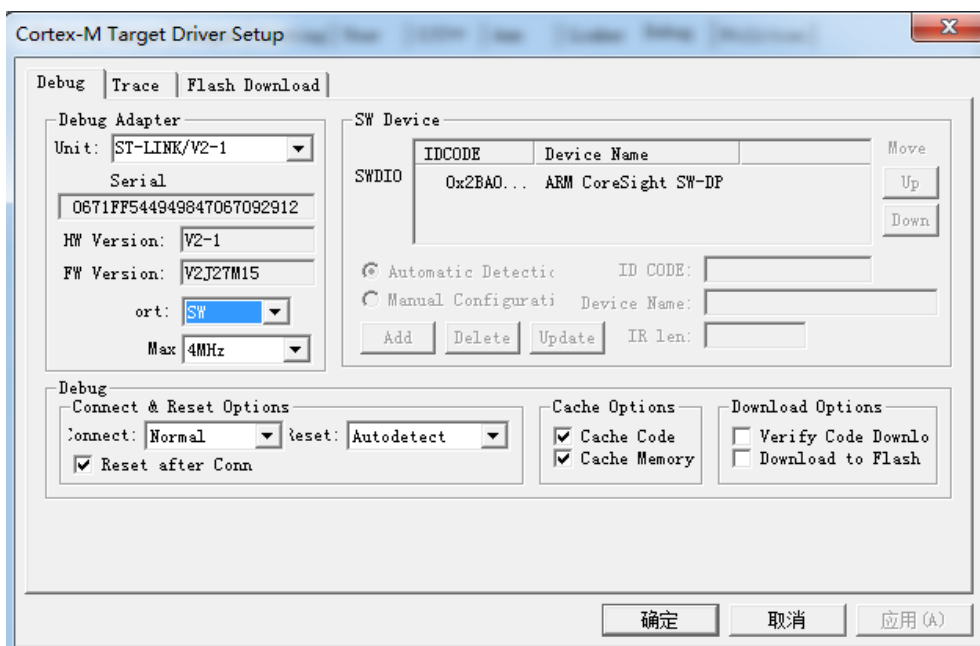 Cortex-M Target Driver Setup
Debug
Trace
Flash Download
Debug Adapter
Unit: ST-LINK/V2-1
Serial
0671FF544949847067092912
HW Version: V2-1
FW Version: V2J27M15
ort: SW
Max 4MHz
SW Device
IDCODE Device Name
SWDIO 0x2BA0... ARM CoreSight SW-DP
Move
Up
Down
Automatic Detectic ID CODE:
Manual Configurati Device Name:
Add Delete Update IR len:
Debug
Connect & Reset Options
onnect: Normal eset: Autodetect
Reset after Conn
Cache Options
Cache Code
Cache Memory
Download Options
Verify Code Downlo
Download to Flash
确定 取消 应用(A)